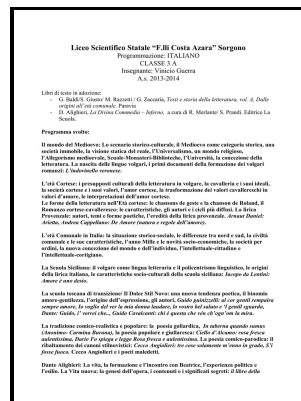 Liceo Scientifico Statale "F.lli Costa Azara" Sorgono
Programmazione: ITALIANO
CLASSE 3 A
Insegnante: Vinicio Guerra
A.s. 2013-2014
Libri di testo in adozione:
- G. Baldi/S. Giusto/ M. Razzetti / G. Zaccaria, Testi e storia della letteratura, vol. A, Dalle
origini all'età comunale. Paravia
- D. Alighieri, La Divina Commedia – Inferno, a cura di R. Merlante/ S. Prandi. Editrice La
Scuola.
Programma svolto:
Il mondo del Medioevo: Lo scenario storico-culturale, il Medioevo come categoria storica, una
società immobile, la visione statica del reale, l'Universalismo, un mondo religioso,
l'Allegorismo medioevale, Scuole-Monasteri-Biblioteche, l'Università, la concezione della
letteratura. La nascita delle lingue volgari, i primi documenti della formazione dei volgari
romanzi: L'indovinello veronese.
L'età Cortese: i presupposti culturali della letteratura in volgare, la cavalleria e i suoi ideali,
la società cortese e i suoi valori, l'amor cortese, la trasformazione dei valori cavallereschi in
valori d'amore, le interpretazioni dell'amor cortese.
Le forme della letteratura nell'Età cortese: le chansons de geste e la chanson de Roland, il
Romanzo cortese-cavalleresco: le caratteristiche, gli autori e i cicli più diffusi. La lirica
Provenzale: autori, temi e forme poetiche, l'eredità della lirica provenzale. Arnaut Daniel:
Arietta, Andrea Cappellano: De Amore (natura e regole dell'amore).
L'Età Comunale in Italia: la situazione storico-sociale, le differenze tra nord e sud, la civiltà
comunale e le sue caratteristiche, l'anno Mille e le novità socio-economiche, la società per
ordini, la nuova concezione del mondo e dell'individuo, l'intellettuale-cittadino e
l'intellettuale-cortigiano.
La Scuola Siciliana: il volgare come lingua letteraria e il policentrismo linguistico, le origini
della lirica italiana, le caratteristiche socio-culturali della scuola siciliana: Iacopo da Lentini:
Amore è uno desio.
La scuola toscana di transizione/ Il Dolce Stil Novo: una nuova tendenza poetica, il binomio
amore-gentilezza, l'origine dell'espressione, gli autori, Guido guinizzelli: al cor gentil rempaira
sempre amore, Io voglio del ver la mia donna laudare, lo vostro bel saluto e 'l gentil sguardo,
Dante: Guido, i' vorrei che.., Guido Cavalcanti: chi è questa che vèn ch'ogn'om la mira.
La tradizione comico-realistica e popolare: la poesia goliardica, In taberna quando sumus
(Anonimo- Carmina Burana), la poesia popolare e giullaresca: Cielo d'Alcamo: rosa fresca
aulentissima, Dario Fo spiega e legge Rosa fresca e aulentissima. La poesia comico-parodica: il
ribaltamento dei canoni stilnovistici: Cecco Angiolieri: tre cose solamente m'enno in grado, S'i
fosse fuoco. Cecco Angiolieri e i poeti maledetti.
Dante Alighieri: La vita, la formazione e l'incontro con Beatrice, l'esperienza politica e
l'esilio. La Vita nuova: la genesi dell'opera, i contenuti e i significati segreti: il libro della